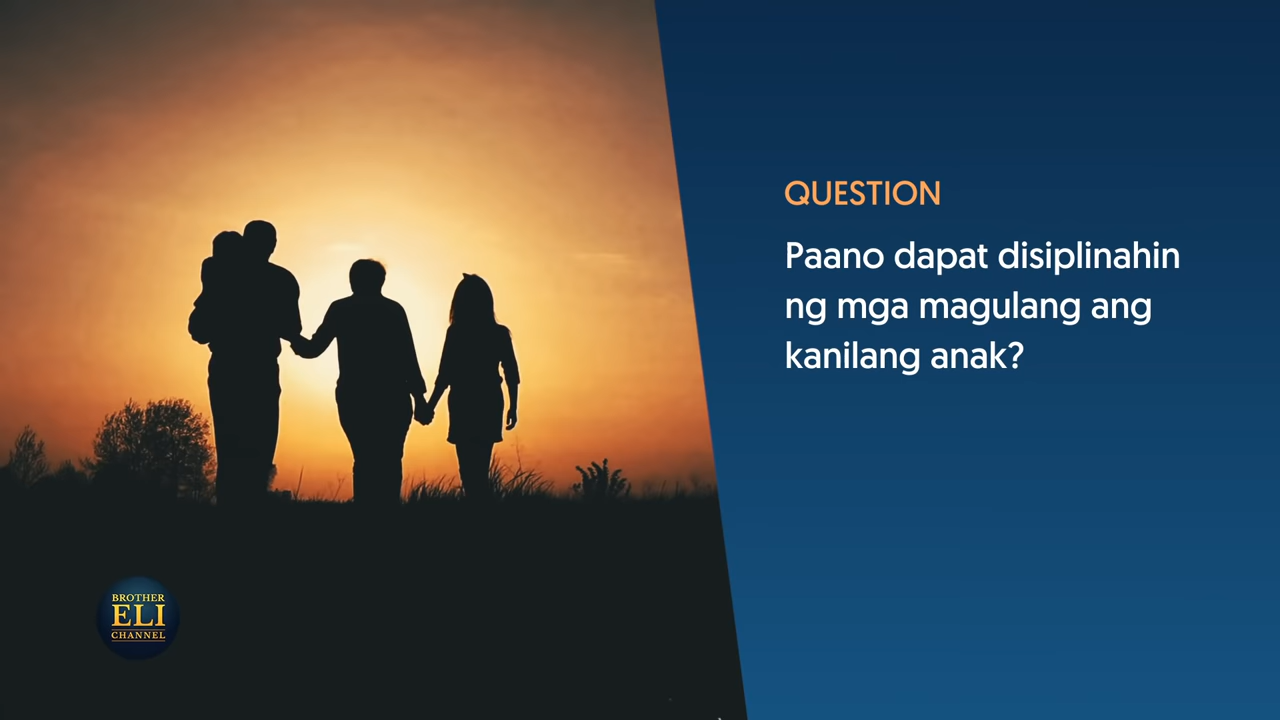 QUESTION
Paano dapat disiplinahin
ng mga magulang ang
kanilang anak?
BROTHER
ELI
CHANNEL